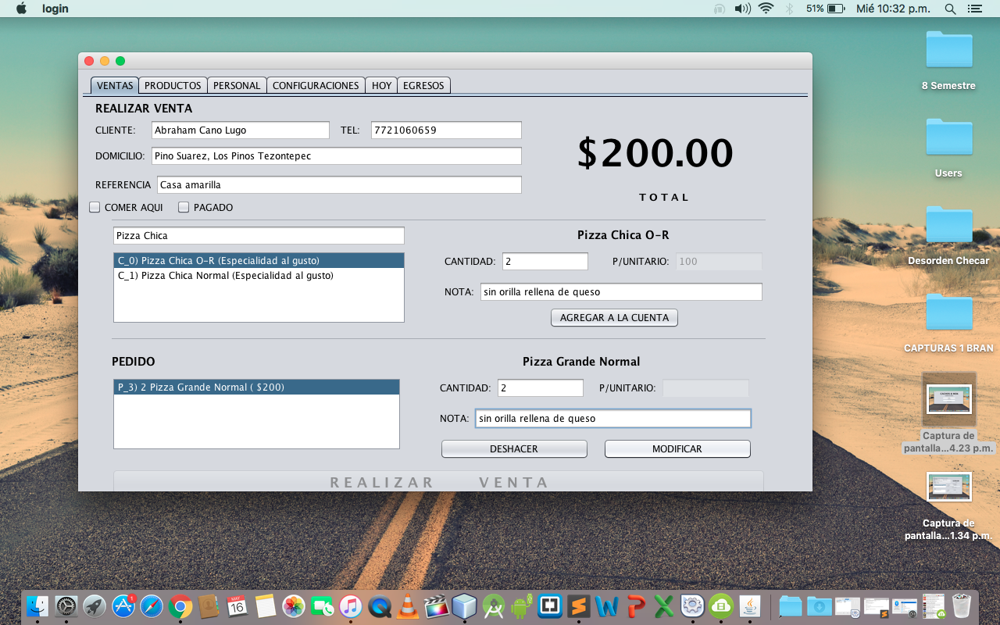 login 51% Mié 10:32 p.m.
VENTAS PRODUCTOS PERSONAL CONFIGURACIONES HOY EGRESOS
REALIZAR VENTA
CLIENTE: Abraham Cano Lugo TEL: 7721060659
DOMICILIO: Pino Suarez, Los Pinos Tezontepec
REFERENCIA Casa amarilla
COMER AQUI PAGADO
$200.00
TOTAL
Pizza Chica
C_0) Pizza Chica O-R (Especialidad al gusto)
C_1) Pizza Chica Normal (Especialidad al gusto)
Pizza Chica O-R
CANTIDAD: 2 P/UNITARIO: 100
NOTA: sin orilla rellena de queso
AGREGAR A LA CUENTA
PEDIDO
P_3) 2 Pizza Grande Normal ( $200)
Pizza Grande Normal
CANTIDAD: 2 P/UNITARIO:
NOTA: sin orilla rellena de queso
DESHACER MODIFICAR
REALIZAR VENTA
8 Semestre
Users
Desorden Checar
CAPTURAS 1 BRAN
Captura de
pantalla...4.23 p.m.
Captura de
pantalla...1.34 p.m.
MAY
16
1